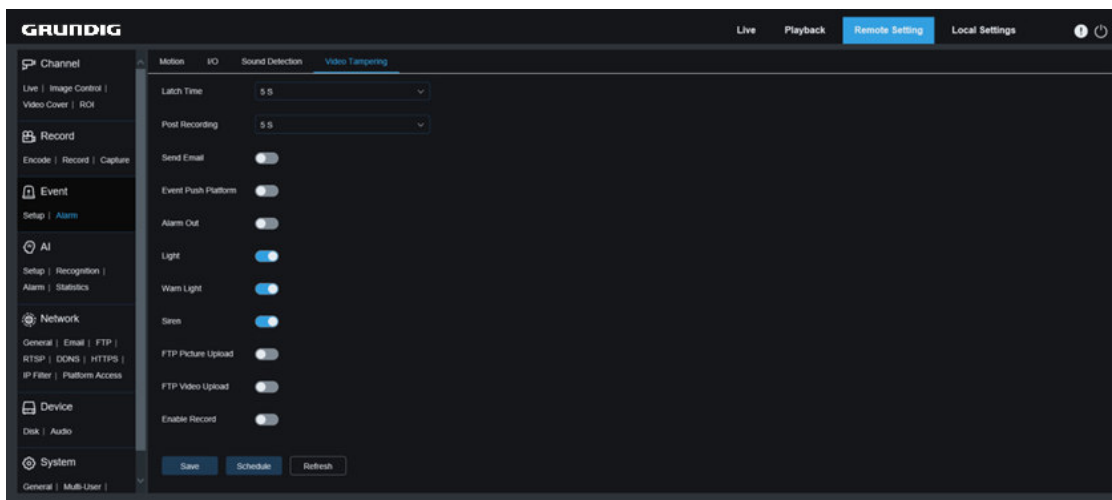 GRUNDIG
Live Playback Remote Setting Local Settings
Channel
Live | Image Control |
Video Cover | ROI
Record
Encode | Record | Capture
Event
Setup | Alarm
AI
Setup | Recognition |
Alarm | Statistics
Network
General | Email | FTP |
RTSP | DDNS | HTTPS |
IP Filter | Platform Access
Device
Disk | Audio
System
General | Multi-User |
Motion I/O Sound Detection Video Tampering
Latch Time 5 S
Post Recording 5 S
Send Email
Event Push Platform
Alarm Out
Light
Warn Light
Siren
FTP Picture Upload
FTP Video Upload
Enable Record
Save Schedule Refresh